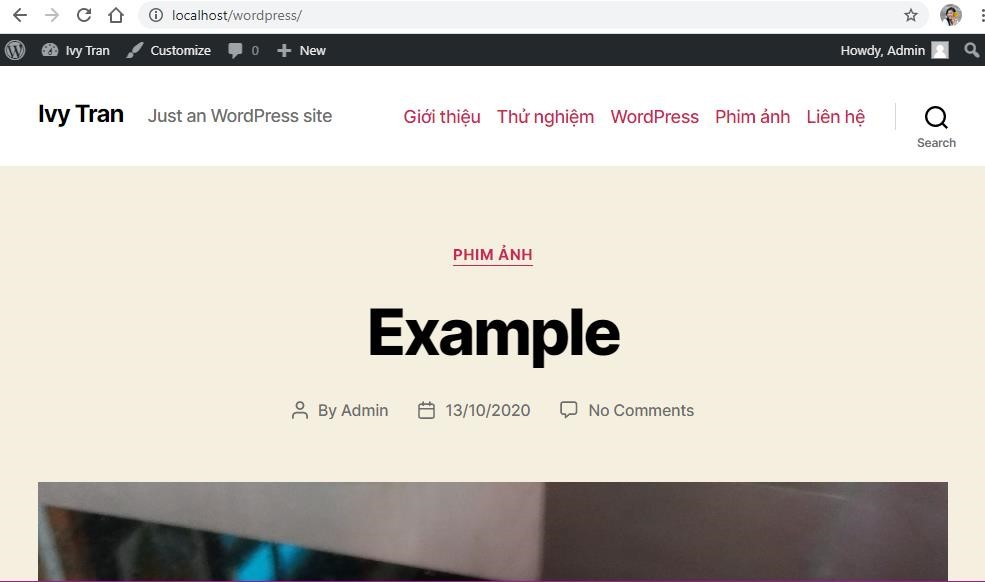 localhost/wordpress/
Ivy Tran Customize 0 New Howdy, Admin
Ivy Tran Just an WordPress site Giới thiệu Thử nghiệm WordPress Phim ảnh Liên hệ
Search
PHIM ẢNH
Example
By Admin 13/10/2020 No Comments